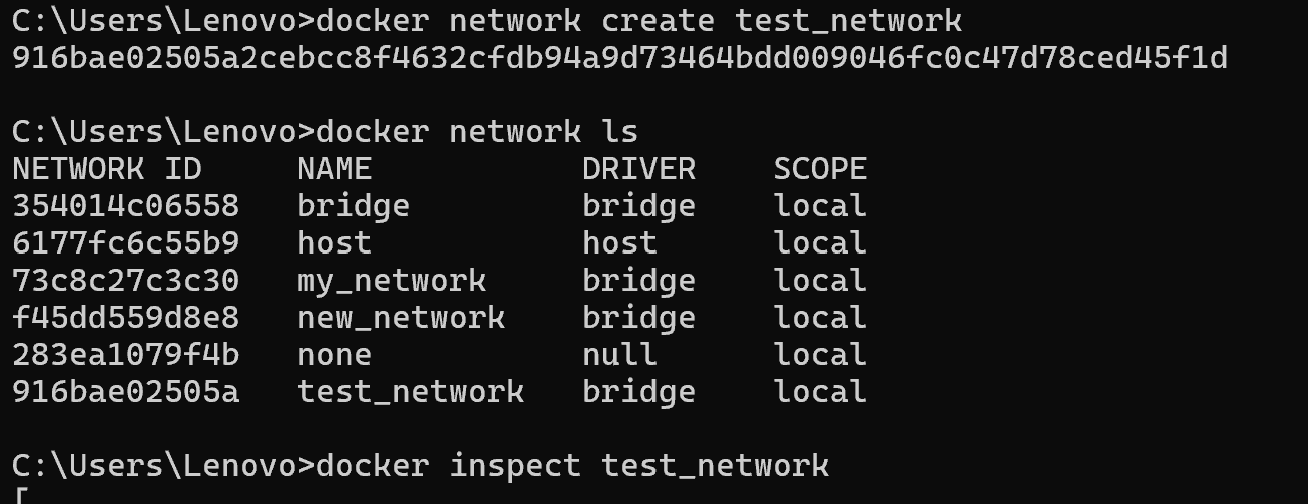 C:\Users\Lenovo>docker network create test_network
916bae02505a2cebcc8f4632cfdb94a9d73464bdd009046fc0c47d78ced45f1d
C:\Users\Lenovo>docker network ls
NETWORK ID NAME DRIVER SCOPE
354014c06558 bridge bridge local
6177fc6c55b9 host host local
73c8c27c3c30 my_network bridge local
f45dd559d8e8 new_network bridge local
283ea1079f4b none null local
916bae02505a test_network bridge local
C:\Users\Lenovo>docker inspect test_network
[